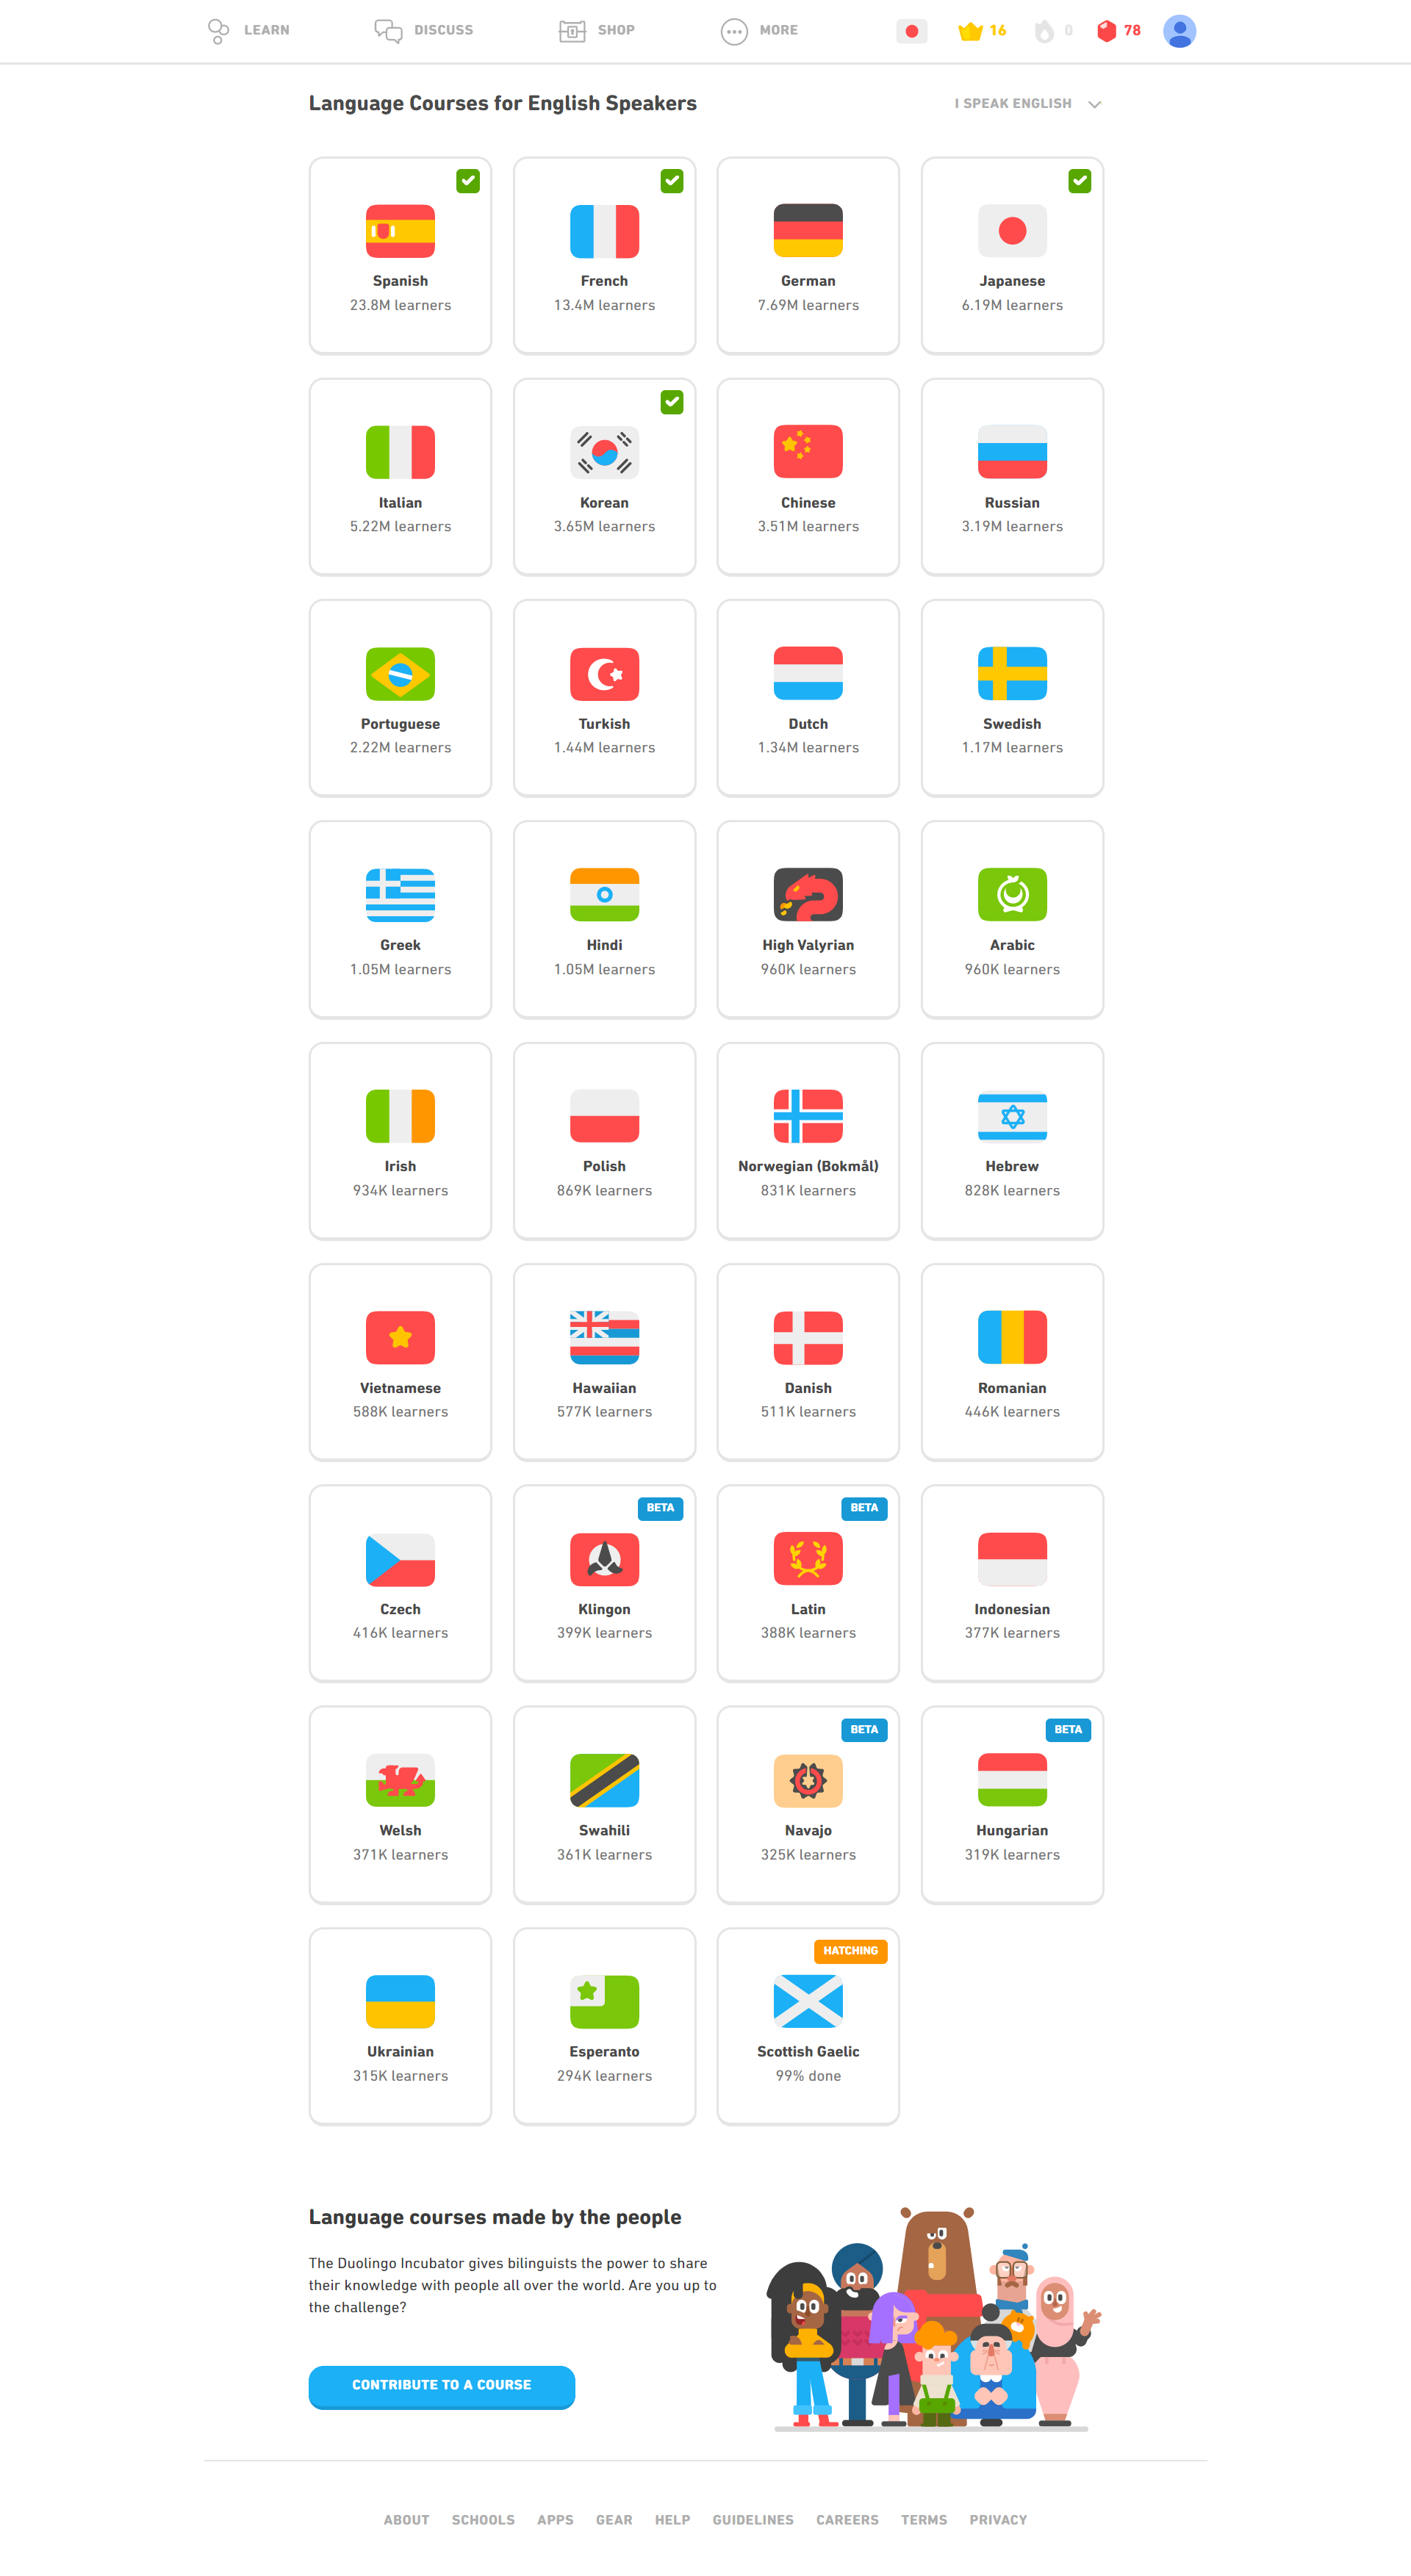 LEARN
DISCUSS
SHOP
MORE
16
0
78
Language Courses for English Speakers
I SPEAK ENGLISH
Spanish
23.8M learners
French
13.4M learners
German
7.69M learners
Japanese
6.19M learners
Italian
5.22M learners
Korean
3.65M learners
Chinese
3.51M learners
Russian
3.19M learners
Portuguese
2.22M learners
Turkish
1.44M learners
Dutch
1.34M learners
Swedish
1.17M learners
Greek
1.05M learners
Hindi
1.05M learners
High Valyrian
960K learners
Arabic
960K learners
Irish
934K learners
Polish
869K learners
Norwegian (Bokmål)
831K learners
Hebrew
828K learners
Vietnamese
588K learners
Hawaiian
577K learners
Danish
511K learners
Romanian
446K learners
Czech
416K learners
BETA
Klingon
399K learners
BETA
Latin
388K learners
Indonesian
377K learners
Welsh
371K learners
Swahili
361K learners
BETA
Navajo
325K learners
BETA
Hungarian
319K learners
Ukrainian
315K learners
Esperanto
294K learners
HATCHING
Scottish Gaelic
99% done
Language courses made by the people
The Duolingo Incubator gives bilinguists the power to share
their knowledge with people all over the world. Are you up to
the challenge?
CONTRIBUTE TO A COURSE
ABOUT
SCHOOLS
APPS
GEAR
HELP
GUIDELINES
CAREERS
TERMS
PRIVACY